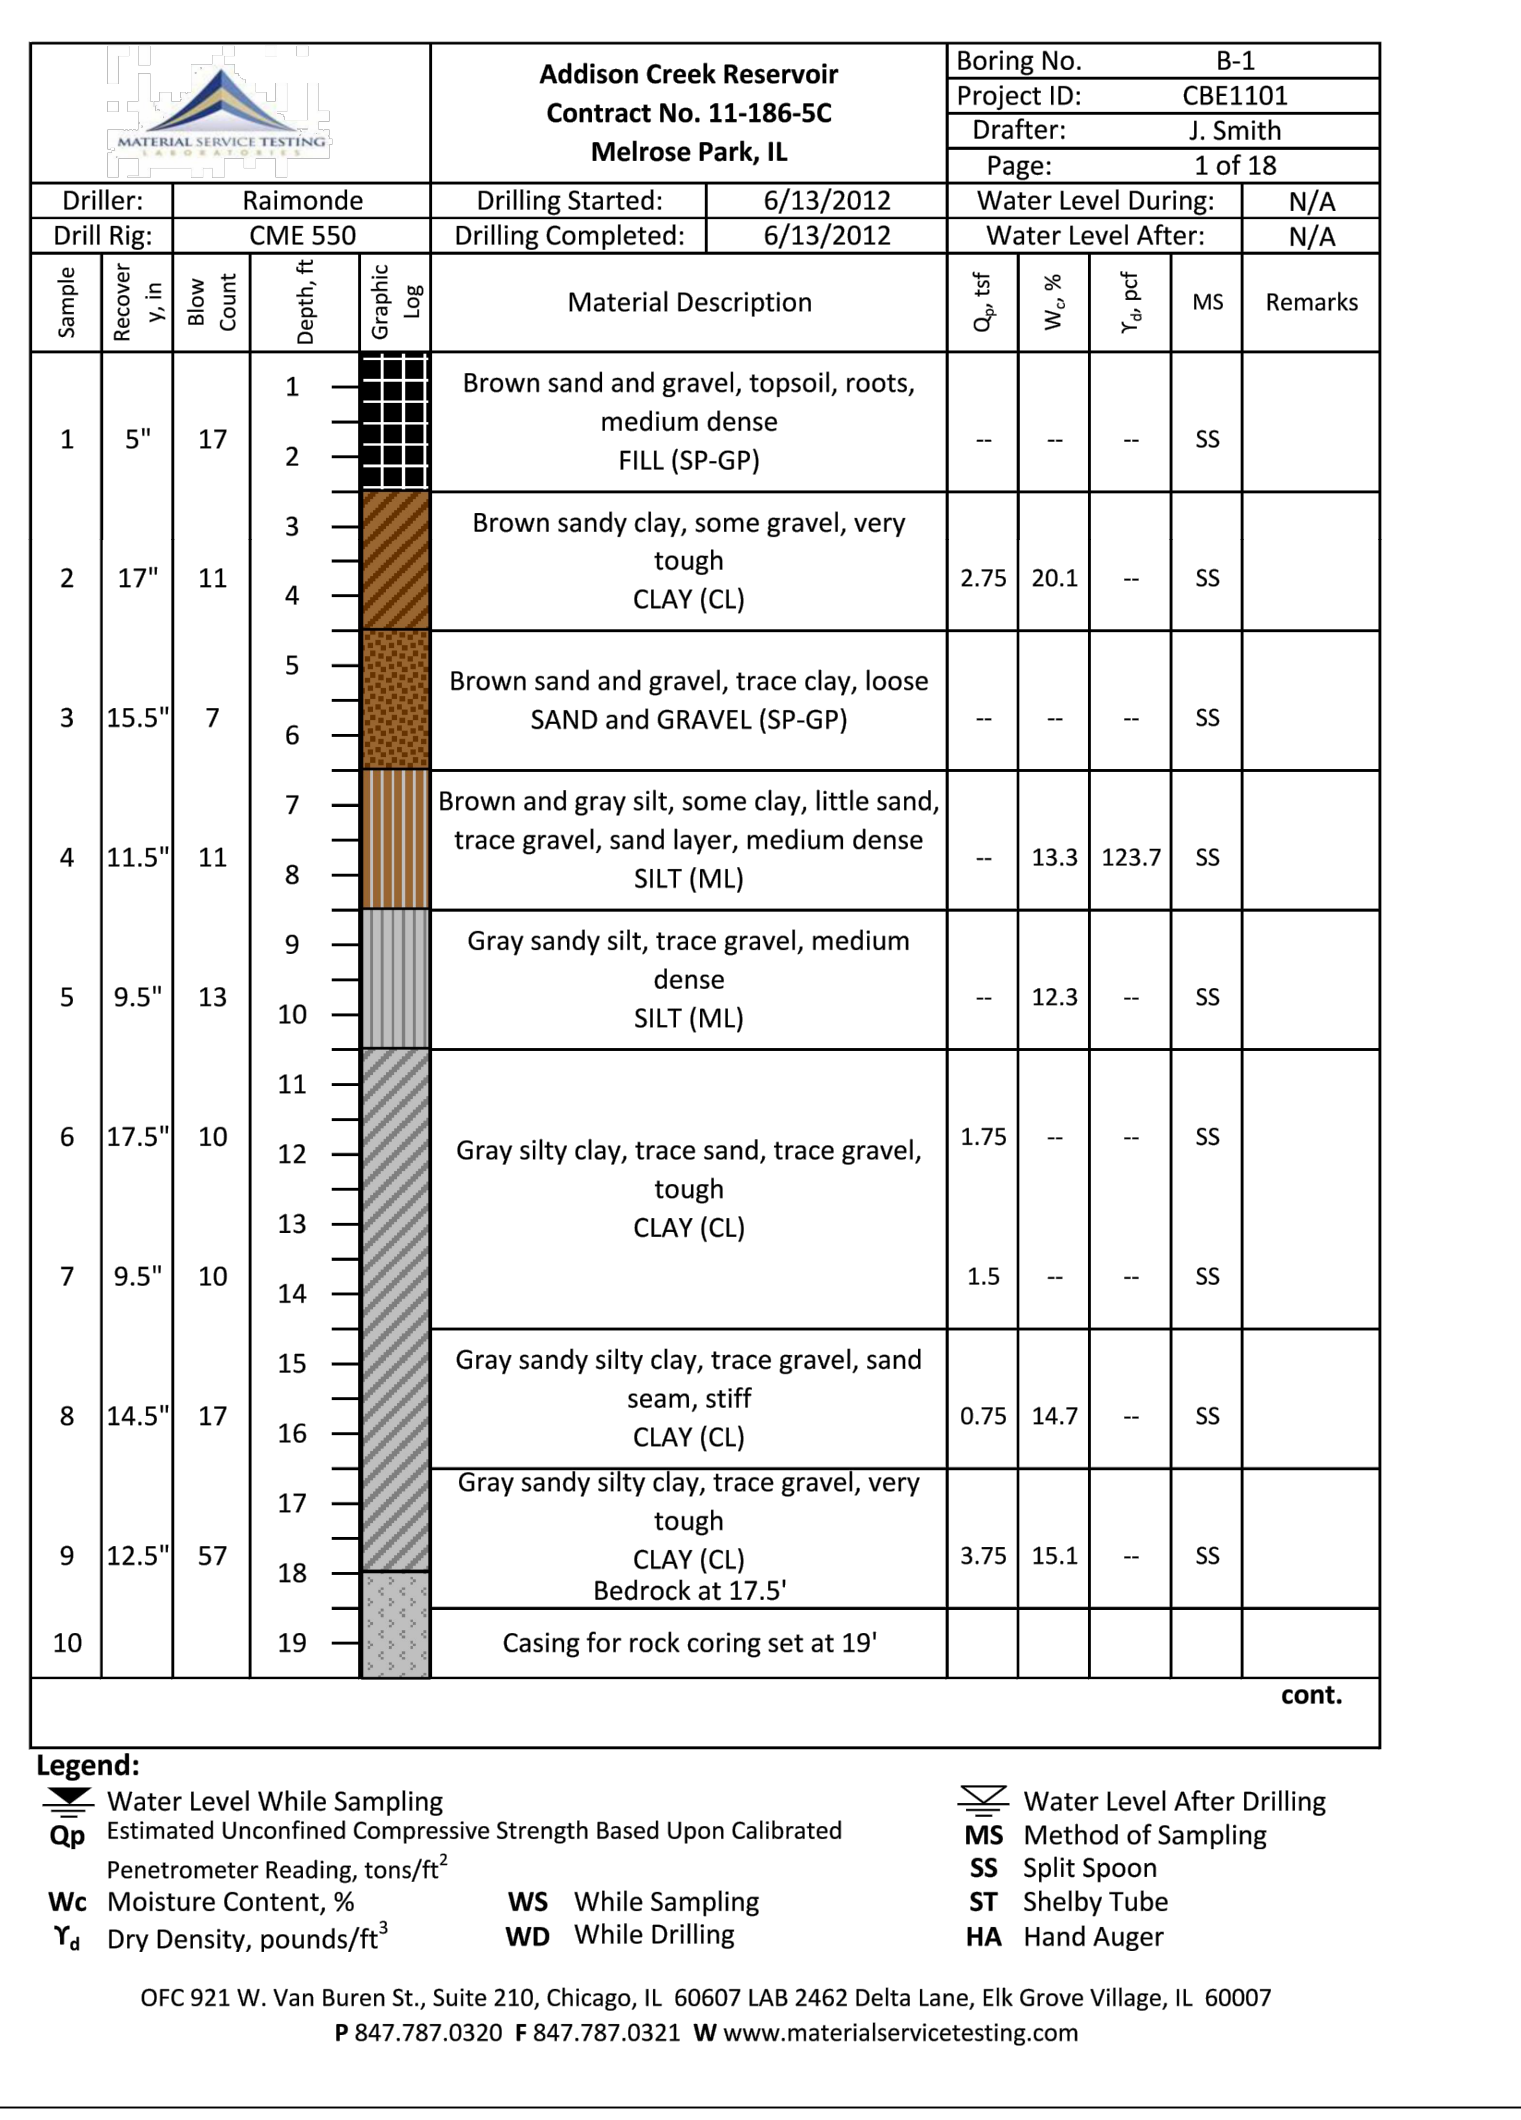 MATERIAL SERVICE TESTING
LABORATORIES
Addison Creek Reservoir
Contract No. 11-186-5C
Melrose Park, IL
Boring No. B-1
Project ID: CBE1101
Drafter: J. Smith
Page: 1 of 18
Driller: Raimonde Drilling Started: 6/13/2012 Water Level During: N/A
Drill Rig: CME 550 Drilling Completed: 6/13/2012 Water Level After: N/A
Sample
Recover
y, in
Blow
Count
Depth, ft
Graphic
Log
Material Description
Qp, tsf
Wc, %
ϒd, pcf
MS
Remarks
1
Brown sand and gravel, topsoil, roots,
medium dense
1 5" 17 -- -- -- SS
2
FILL (SP-GP)
3
Brown sandy clay, some gravel, very
tough
2 17" 11 2.75 20.1 -- SS
4
CLAY (CL)
5
Brown sand and gravel, trace clay, loose
3 15.5" 7 SAND and GRAVEL (SP-GP) -- -- -- SS
6
7
Brown and gray silt, some clay, little sand,
trace gravel, sand layer, medium dense
4 11.5" 11 -- 13.3 123.7 SS
8
SILT (ML)
9
Gray sandy silt, trace gravel, medium
dense
5 9.5" 13 -- 12.3 -- SS
10
SILT (ML)
11
6 17.5" 10 1.75 -- -- SS
12
Gray silty clay, trace sand, trace gravel,
tough
13
CLAY (CL)
7 9.5" 10 1.5 -- -- SS
14
15
Gray sandy silty clay, trace gravel, sand
seam, stiff
8 14.5" 17 0.75 14.7 -- SS
16
CLAY (CL)
Gray sandy silty clay, trace gravel, very
17
tough
9 12.5" 57 CLAY (CL) 3.75 15.1 -- SS
18
Bedrock at 17.5'
10 19 Casing for rock coring set at 19'
cont.
Legend:
Water Level While Sampling
Qp Estimated Unconfined Compressive Strength Based Upon Calibrated
Penetrometer Reading, tons/ft2
Wc Moisture Content, %
ϒd Dry Density, pounds/ft3
WS While Sampling
WD While Drilling
Water Level After Drilling
MS Method of Sampling
SS Split Spoon
ST Shelby Tube
HA Hand Auger
OFC 921 W. Van Buren St., Suite 210, Chicago, IL 60607 LAB 2462 Delta Lane, Elk Grove Village, IL 60007
P 847.787.0320 F 847.787.0321 W www.materialservicetesting.com